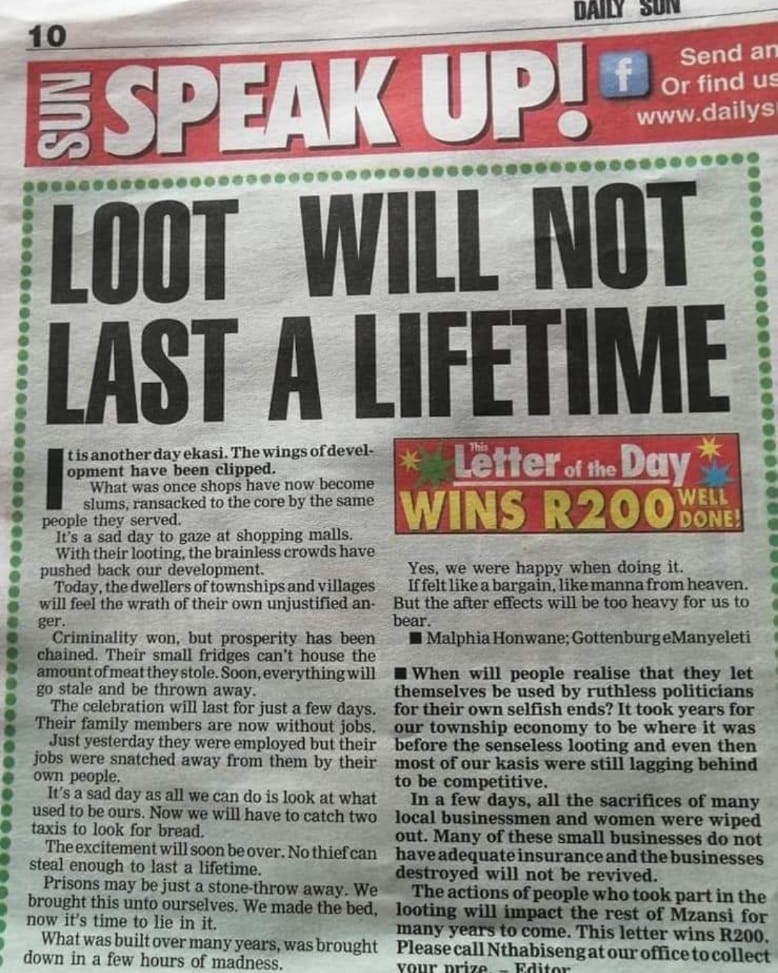 10
DAILY SUN
SUN SPEAK UP!
f
Send an
Or find us
www.dailys
LOOT WILL NOT
LAST A LIFETIME
It is another day ekasi. The wings of devel-
opment have been clipped.
What was once shops have now become
slums, ransacked to the core by the same
people they served.
It's a sad day to gaze at shopping malls.
With their looting, the brainless crowds have
pushed back our development.
Today, the dwellers of townships and villages
will feel the wrath of their own unjustified an-
ger.
Criminality won, but prosperity has been
chained. Their small fridges can't house the
amount of meat they stole. Soon, everything will
go stale and be thrown away.
The celebration will last for just a few days.
Their family members are now without jobs.
Just yesterday they were employed but their
jobs were snatched away from them by their
own people.
It's a sad day as all we can do is look at what
used to be ours. Now we will have to catch two
taxis to look for bread.
The excitement will soon be over. No thief can
steal enough to last a lifetime.
Prisons may be just a stone-throw away. We
brought this unto ourselves. We made the bed,
now it's time to lie in it.
What was built over many years, was brought
down in a few hours of madness.
This
Letter of the Day
WINS R200 WELL
DONE!
Yes, we were happy when doing it.
If felt like a bargain, like manna from heaven.
But the after effects will be too heavy for us to
bear.
■ Malphia Honwane; Gottenburg eManyeleti
■ When will people realise that they let
themselves be used by ruthless politicians
for their own selfish ends? It took years for
our township economy to be where it was
before the senseless looting and even then
most of our kasis were still lagging behind
to be competitive.
In a few days, all the sacrifices of many
local businessmen and women were wiped
out. Many of these small businesses do not
have adequate insurance and the businesses
destroyed will not be revived.
The actions of people who took part in the
looting will impact the rest of Mzansi for
many years to come. This letter wins R200.
Please call Nthabiseng at our office to collect
your prize. – Editor